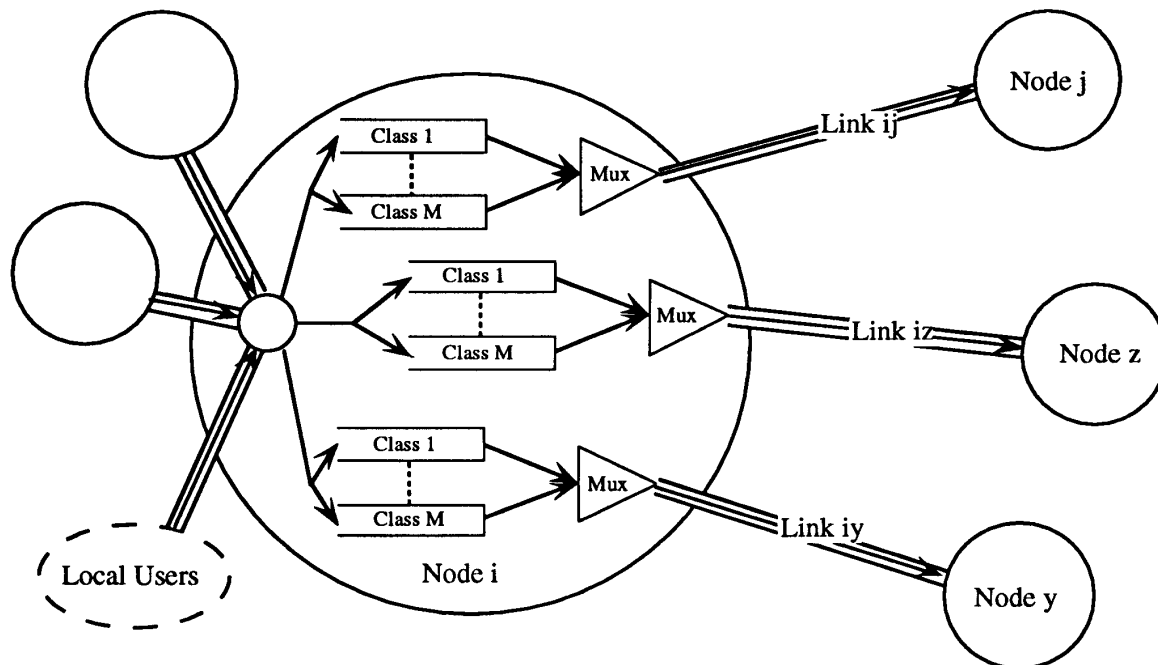 Node j
Link ij
Class 1
Mux
Class M
Class 1
Mux
Link iz
Class M
Node z
Class 1
Mux
Class M
Link iy
Local Users
Node i
Node y